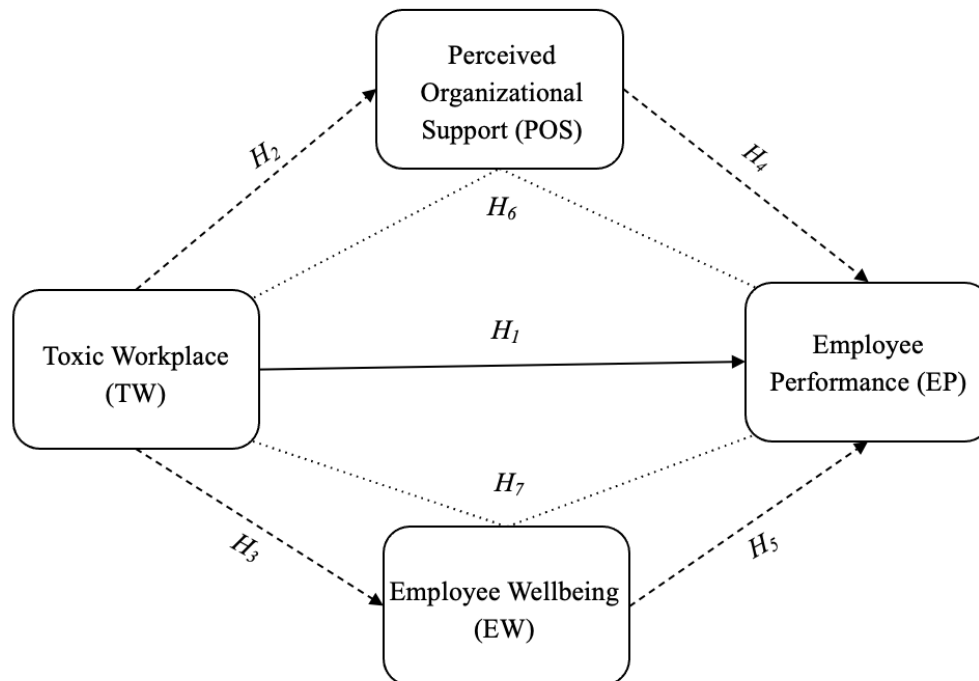 Perceived
Organizational
Support (POS)
H2
H4
H6
Toxic Workplace
(TW)
H1
Employee
Performance (EP)
H7
H3
H5
Employee Wellbeing
(EW)